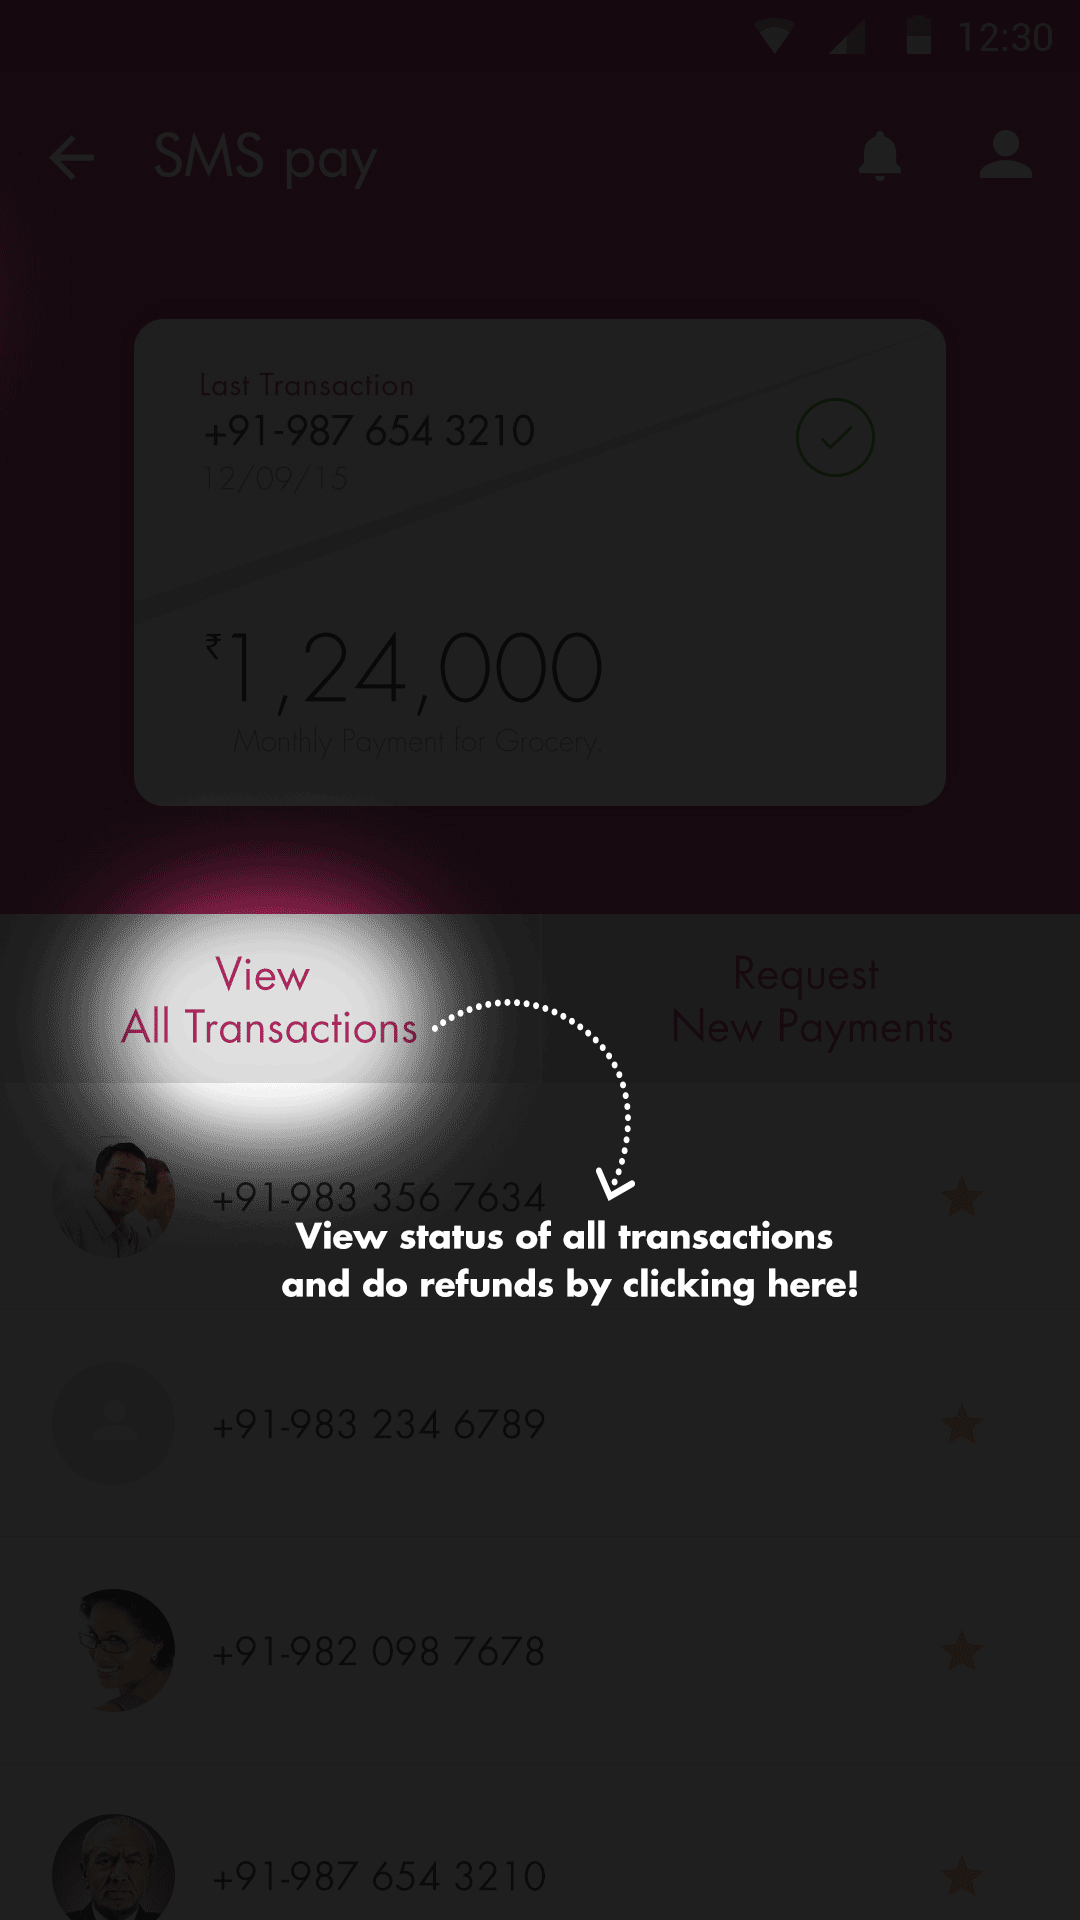 12:30
SMS pay
Last Transaction
+91-987 654 3210
12/09/15
₹1,24,000
Monthly Payment for Grocery.
View
All Transactions
Request
New Payments
+91-983 356 7634
View status of all transactions
and do refunds by clicking here!
+91-983 234 6789
+91-982 098 7678
+91-987 654 3210